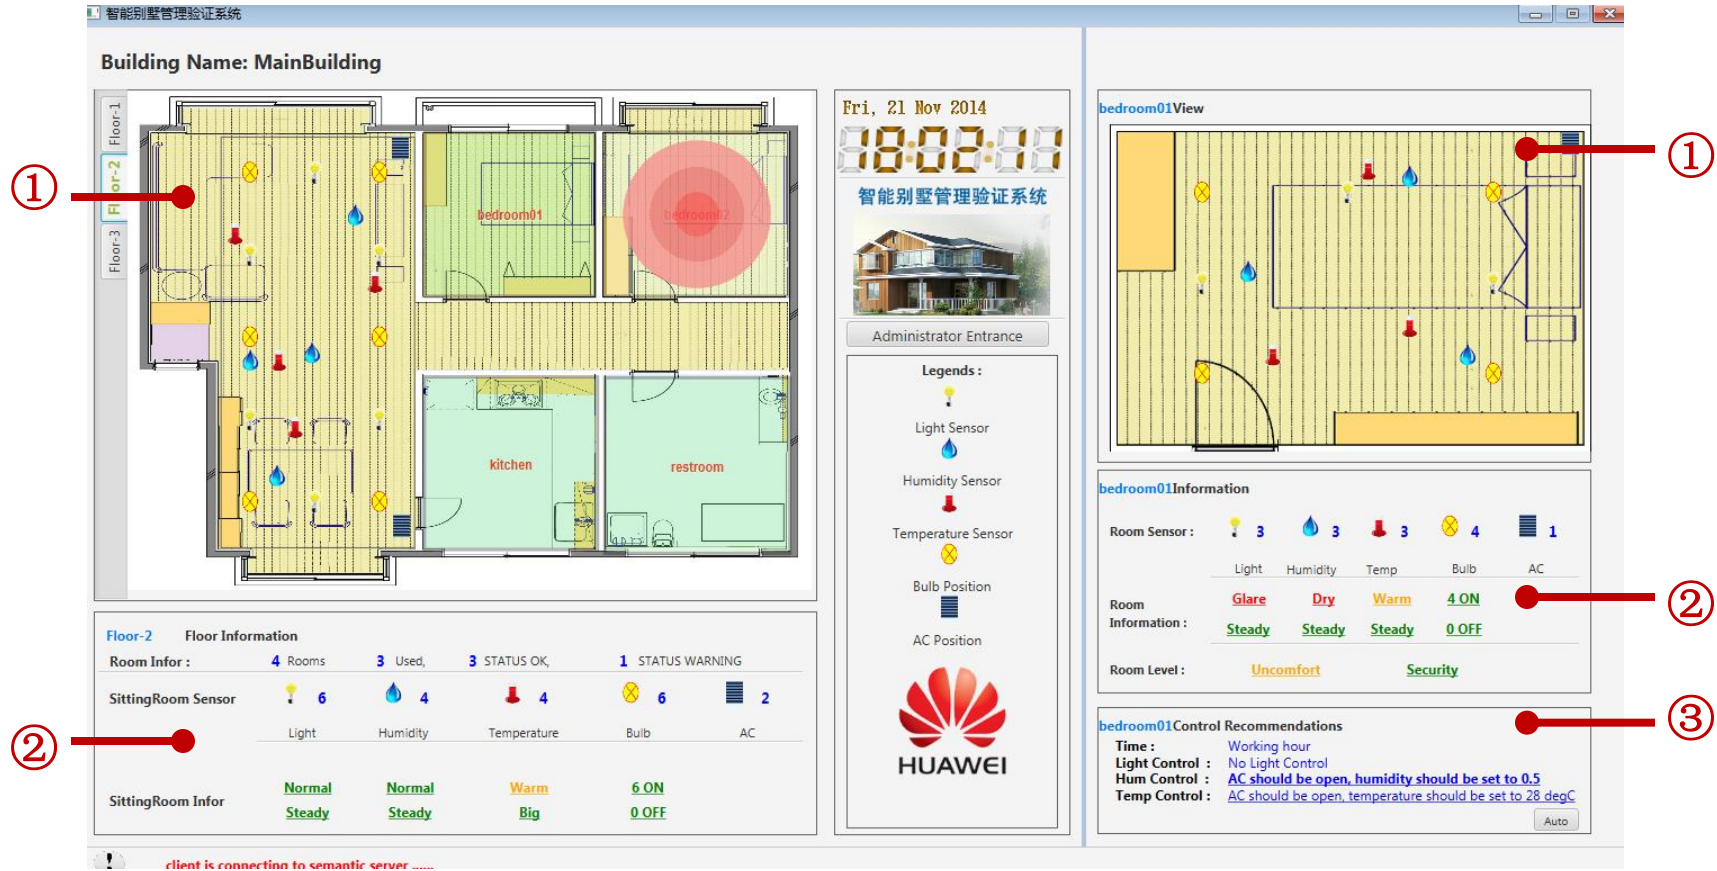 智能别墅管理验证系统
Building Name: MainBuilding
Floor-1
Floor-2
Floor-3
bedroom01
bedroom02
kitchen
restroom
①
②
Floor-2 Floor Information
Room Infor : 4 Rooms 3 Used, 3 STATUS OK, 1 STATUS WARNING
SittingRoom Sensor 6 4 4 6 2
Light Humidity Temperature Bulb AC
Normal Normal Warm 6 ON
SittingRoom Infor
Steady Steady Big 0 OFF
client is connecting to semantic server ......
Fri, 21 Nov 2014
18:02:11
智能别墅管理验证系统
Administrator Entrance
Legends :
Light Sensor
Humidity Sensor
Temperature Sensor
Bulb Position
AC Position
HUAWEI
bedroom01View
①
bedroom01Information
Room Sensor : 3 3 3 4 1
Light Humidity Temp Bulb AC
Room Information :
Glare Dry Warm 4 ON
Steady Steady Steady 0 OFF
②
Room Level : Uncomfort Security
bedroom01Control Recommendations
③
Time : Working hour
Light Control : No Light Control
Hum Control : AC should be open, humidity should be set to 0.5
Temp Control : AC should be open, temperature should be set to 28 degC
Auto